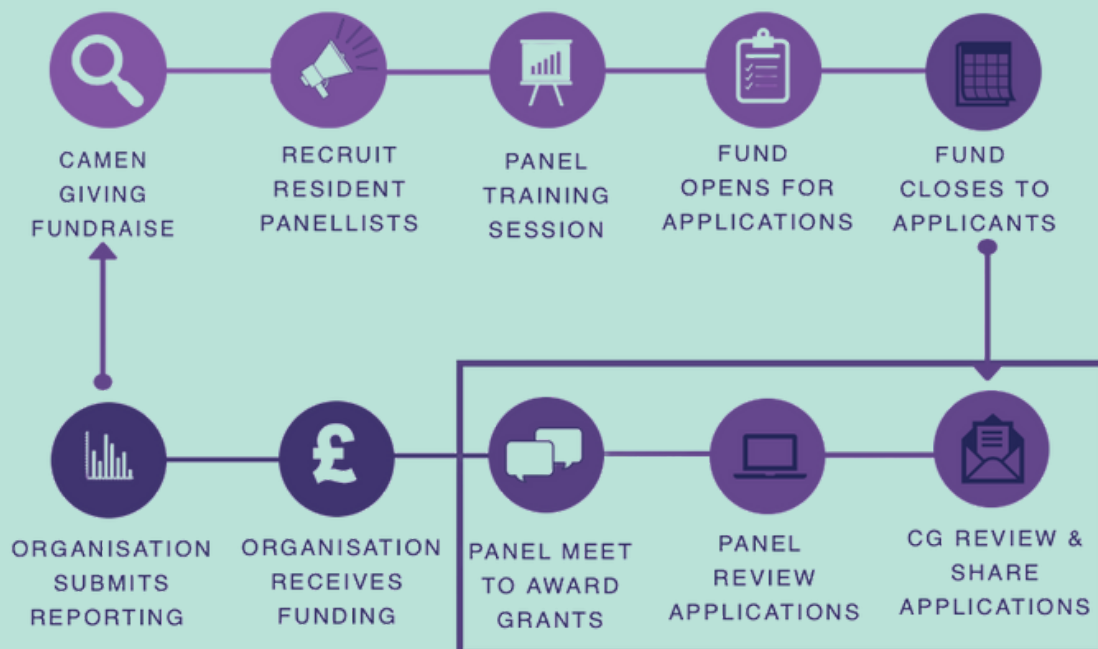 CAMEN
GIVING
FUNDRAISE
RECRUIT
RESIDENT
PANELLISTS
PANEL
TRAINING
SESSION
FUND
OPENS FOR
APPLICATIONS
FUND
CLOSES TO
APPLICANTS
ORGANISATION
SUBMITS
REPORTING
£
ORGANISATION
RECEIVES
FUNDING
PANEL MEET
TO AWARD
GRANTS
PANEL
REVIEW
APPLICATIONS
CG REVIEW &
SHARE
APPLICATIONS